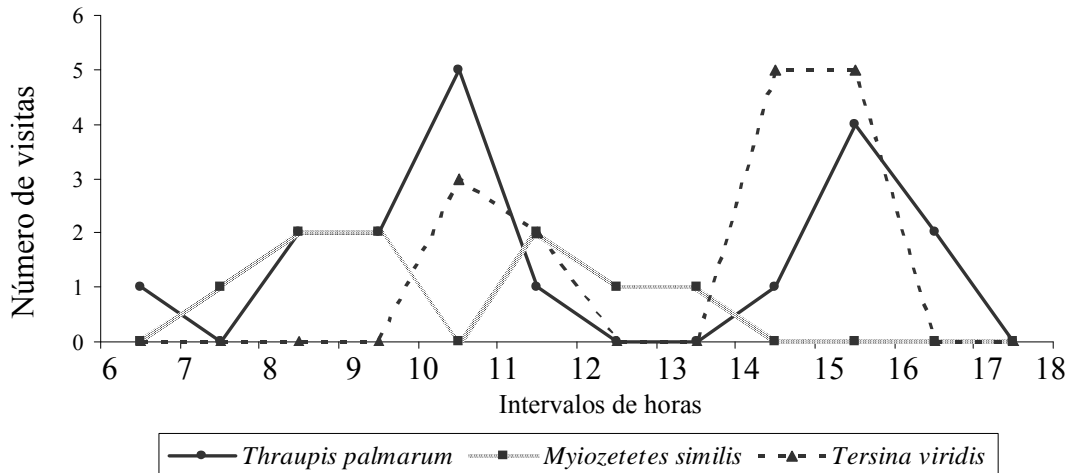 6
5
4
3
2
1
0
Número de visitas
6 7 8 9 10 11 12 13 14 15 16 17 18
Intervalos de horas
Thraupis palmarum Myiozetetes similis Tersina viridis